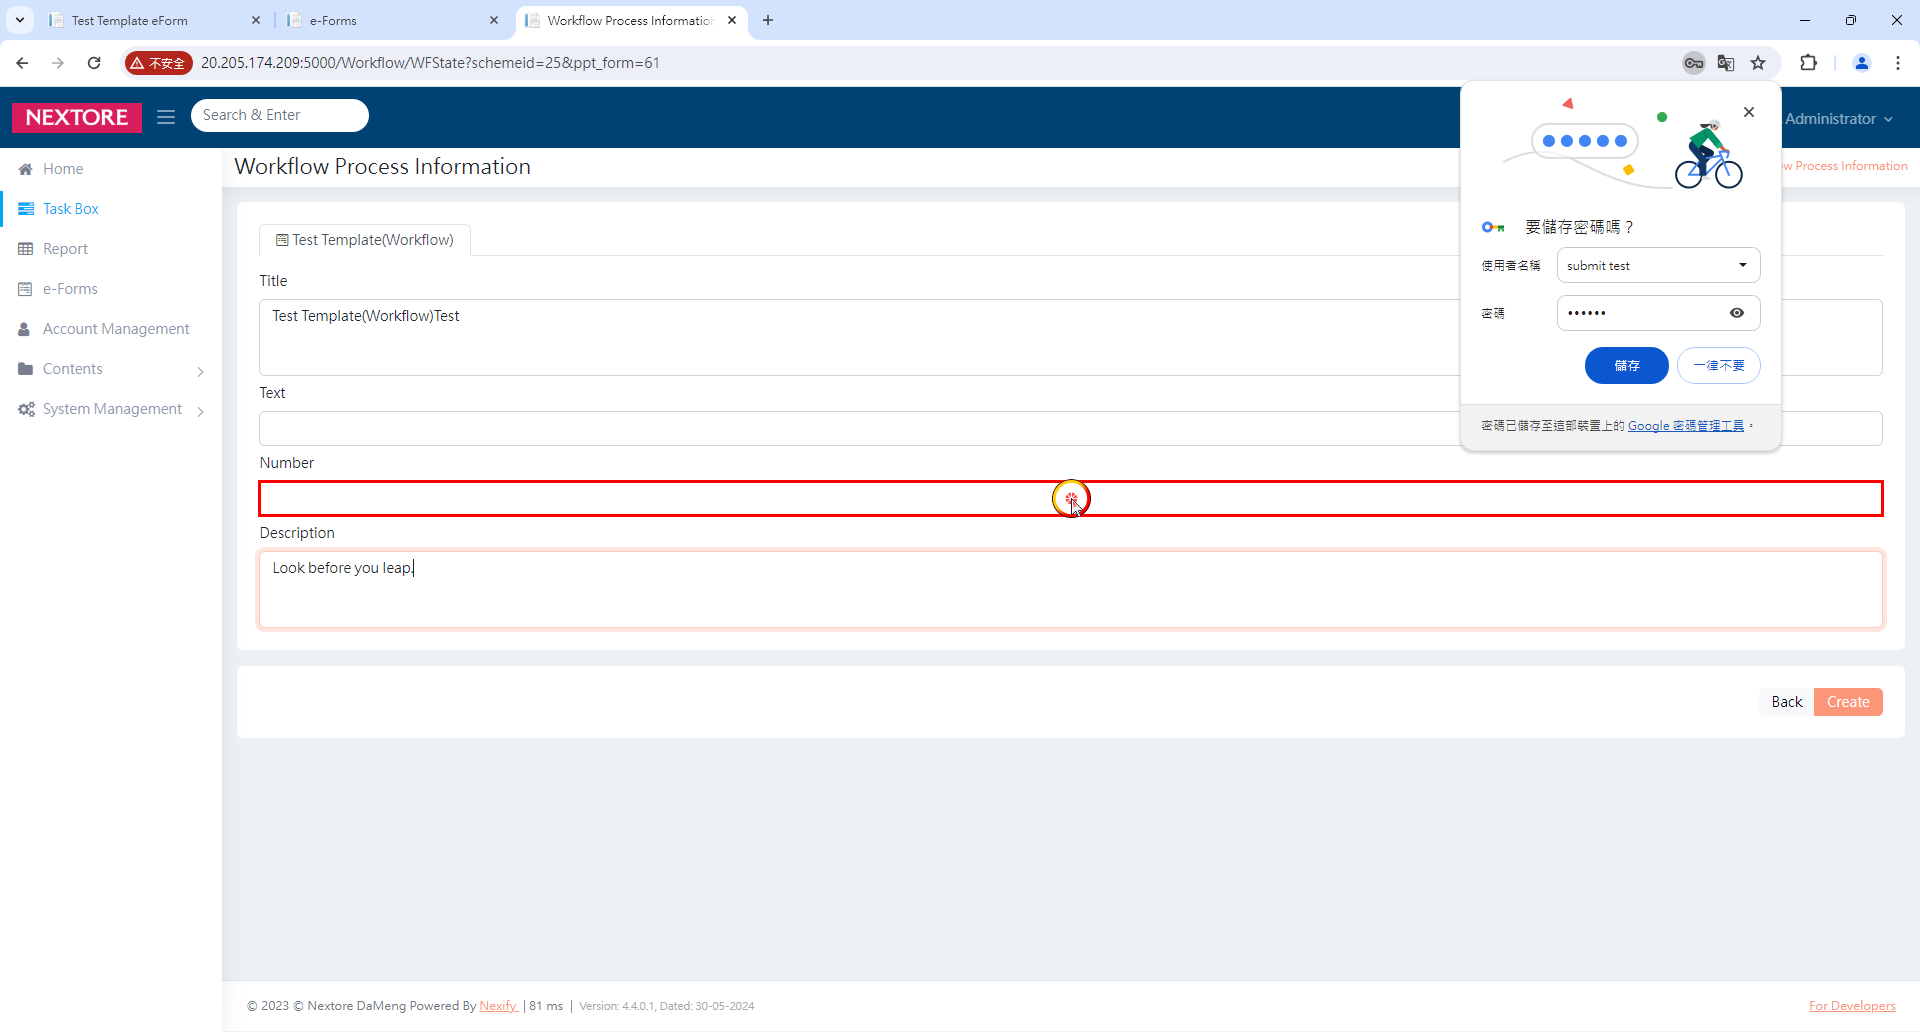 Test Template eForm
e-Forms
Workflow Process Information
不安全
20.205.174.209:5000/Workflow/WFState?schemeid=25&ppt_form=61
NEXTORE
Search & Enter
Administrator
Home
Task Box
Report
e-Forms
Account Management
Contents
System Management
Workflow Process Information
w Process Information
Test Template(Workflow)
Title
Test Template(Workflow)Test
Text
Number
Description
Look before you leap.
要儲存密碼嗎？
使用者名稱
submit test
密碼
••••••
儲存
一律不要
密碼已儲存至這部裝置上的 Google 密碼管理工具。
Back
Create
© 2023 © Nextore DaMeng Powered By Nexify | 81 ms | Version: 4.4.0.1, Dated: 30-05-2024
For Developers